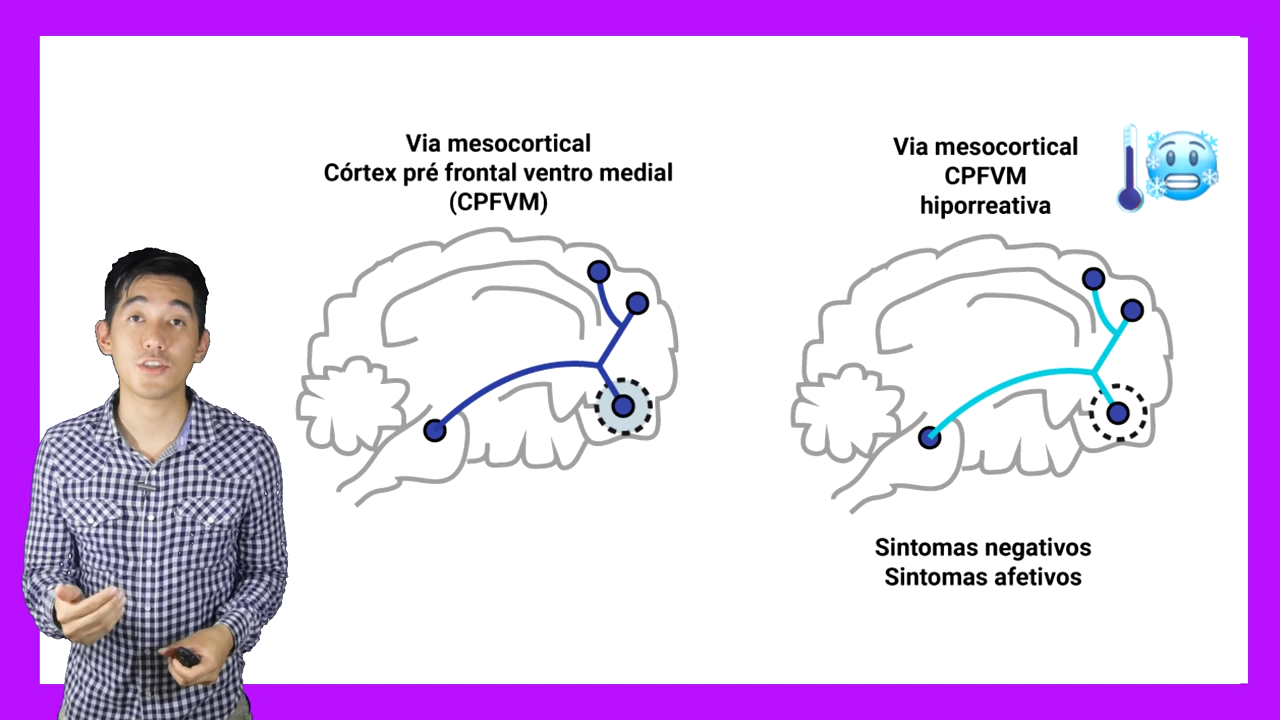 Via mesocortical
Córtex pré frontal ventro medial
(CPFVM)
Via mesocortical
CPFVM
hiporreativa
Sintomas negativos
Sintomas afetivos